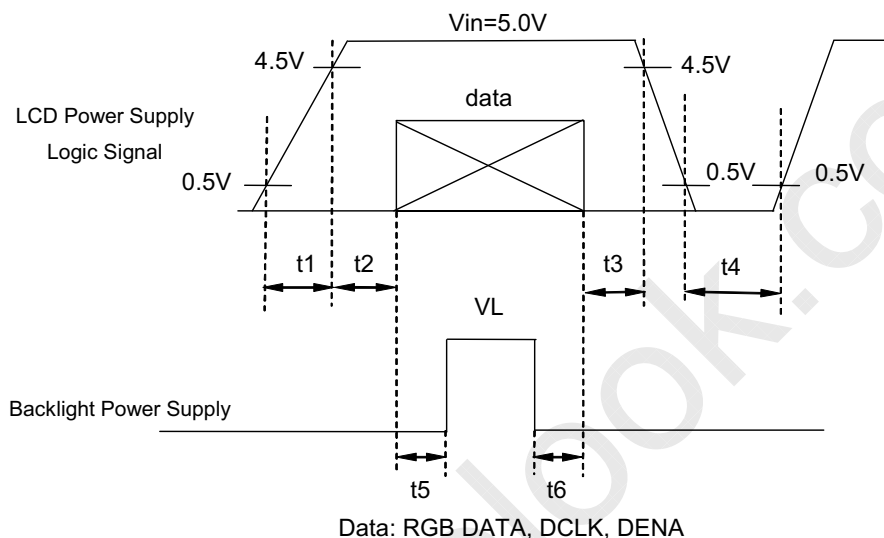 Vin=5.0V
4.5V
4.5V
data
LCD Power Supply
Logic Signal
0.5V
0.5V
0.5V
t1
t2
t3
t4
VL
Backlight Power Supply
t5
t6
Data: RGB DATA, DCLK, DENA